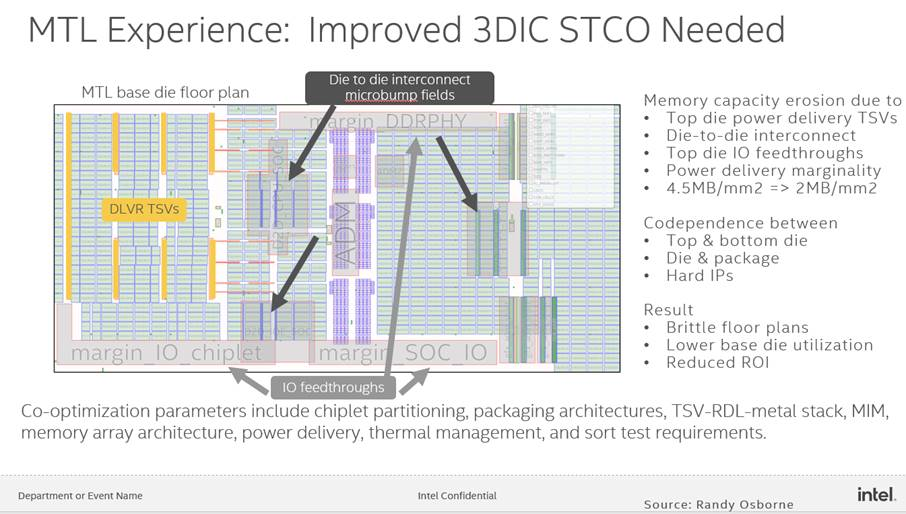 MTL Experience: Improved 3DIC STCO Needed
Die to die interconnect
microbump fields
MTL base die floor plan
margin_DDRPHY
DLVR TSVs
ADM
margin_IO_chiplet
margin_SOC_IO
IO feedthroughs
Memory capacity erosion due to
• Top die power delivery TSVs
• Die-to-die interconnect
• Top die IO feedthroughs
• Power delivery marginality
• 4.5MB/mm2 => 2MB/mm2
Codependence between
• Top & bottom die
• Die & package
• Hard IPs
Result
• Brittle floor plans
• Lower base die utilization
• Reduced ROI
Co-optimization parameters include chiplet partitioning, packaging architectures, TSV-RDL-metal stack, MIM,
memory array architecture, power delivery, thermal management, and sort test requirements.
Department or Event Name
Intel Confidential
Source: Randy Osborne
intel.